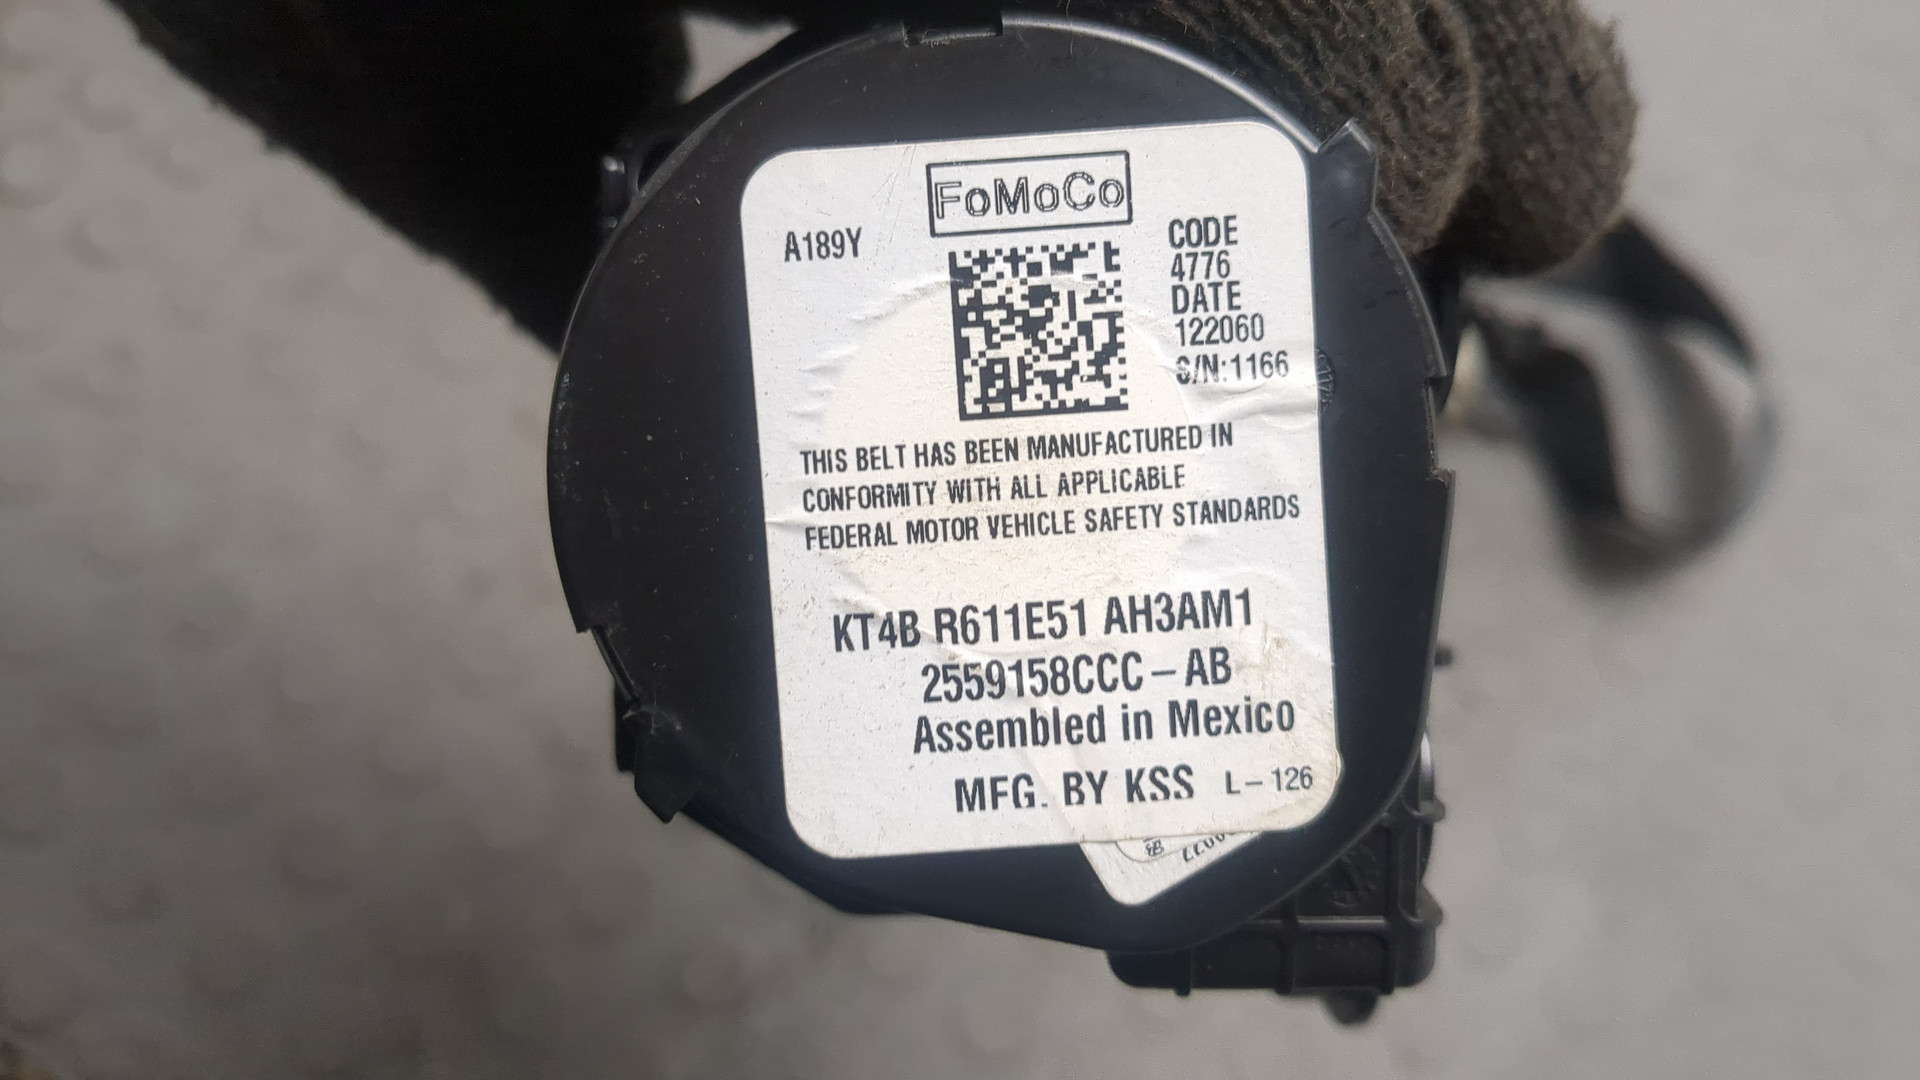 FoMoCo
A189Y
CODE
4776
DATE
122060
S/N:1166
THIS BELT HAS BEEN MANUFACTURED IN
CONFORMITY WITH ALL APPLICABLE
FEDERAL MOTOR VEHICLE SAFETY STANDARDS
KT4B R611E51 AH3AM1
2559158CCC – AB
Assembled in Mexico
MFG. BY KSS L – 126